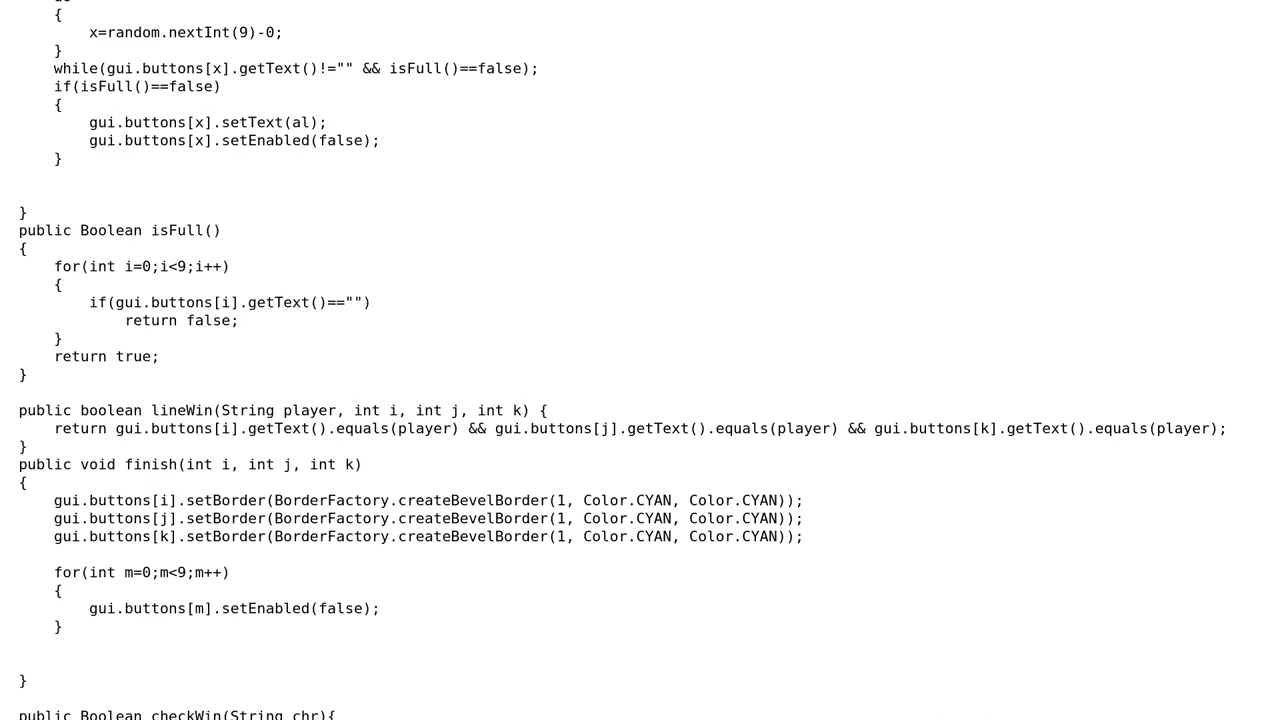 {
x=random.nextInt(9)-0;
}
while(gui.buttons[x].getText()!="" && isFull()==false);
if(isFull()==false)
{
gui.buttons[x].setText(al);
gui.buttons[x].setEnabled(false);
}
}
public Boolean isFull()
{
for(int i=0;i<9;i++)
{
if(gui.buttons[i].getText()=="")
return false;
}
return true;
}
public boolean lineWin(String player, int i, int j, int k) {
return gui.buttons[i].getText().equals(player) && gui.buttons[j].getText().equals(player) && gui.buttons[k].getText().equals(player);
}
public void finish(int i, int j, int k)
{
gui.buttons[i].setBorder(BorderFactory.createBevelBorder(1, Color.CYAN, Color.CYAN));
gui.buttons[j].setBorder(BorderFactory.createBevelBorder(1, Color.CYAN, Color.CYAN));
gui.buttons[k].setBorder(BorderFactory.createBevelBorder(1, Color.CYAN, Color.CYAN));
for(int m=0;m<9;m++)
{
gui.buttons[m].setEnabled(false);
}
}
public Boolean checkWin(String chr){